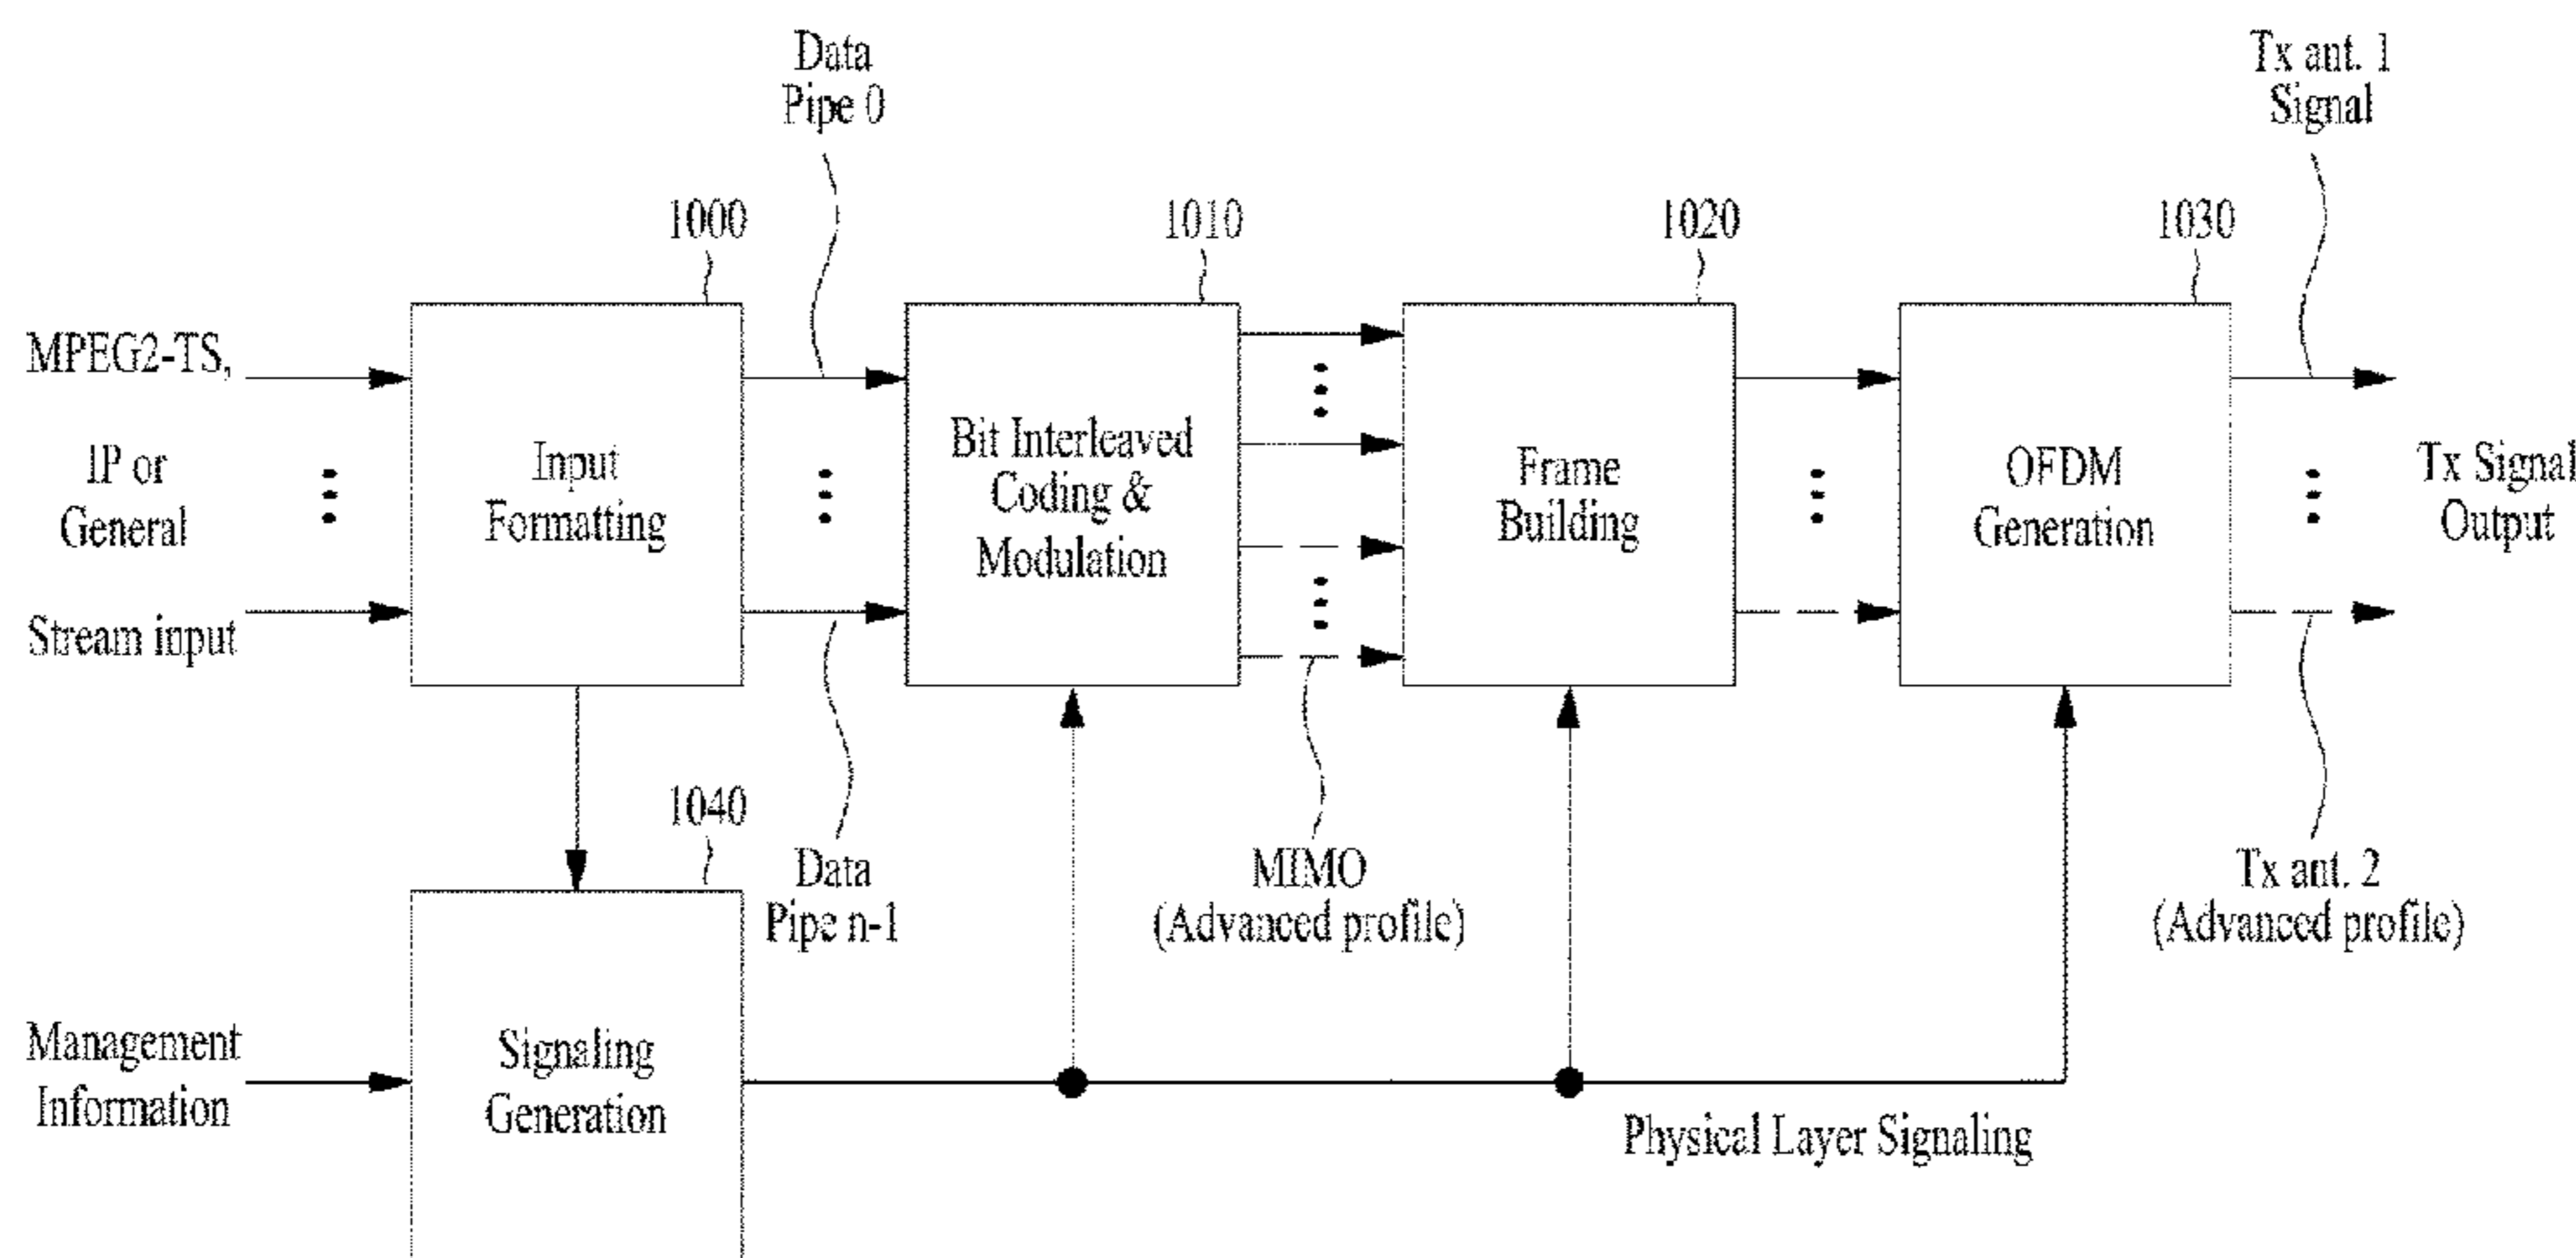 Data
Pipe 0
Tx ant. 1
Signal
1000
1010
1020
1030
MPEG2-TS,
IP or
General
Stream input
Input
Formatting
Bit Interleaved
Coding &
Modulation
Frame
Building
OFDM
Generation
Tx Signal
Output
1040
Data
Pipe n-1
MIMO
(Advanced profile)
Tx ant. 2
(Advanced profile)
Management
Information
Signaling
Generation
Physical Layer Signaling